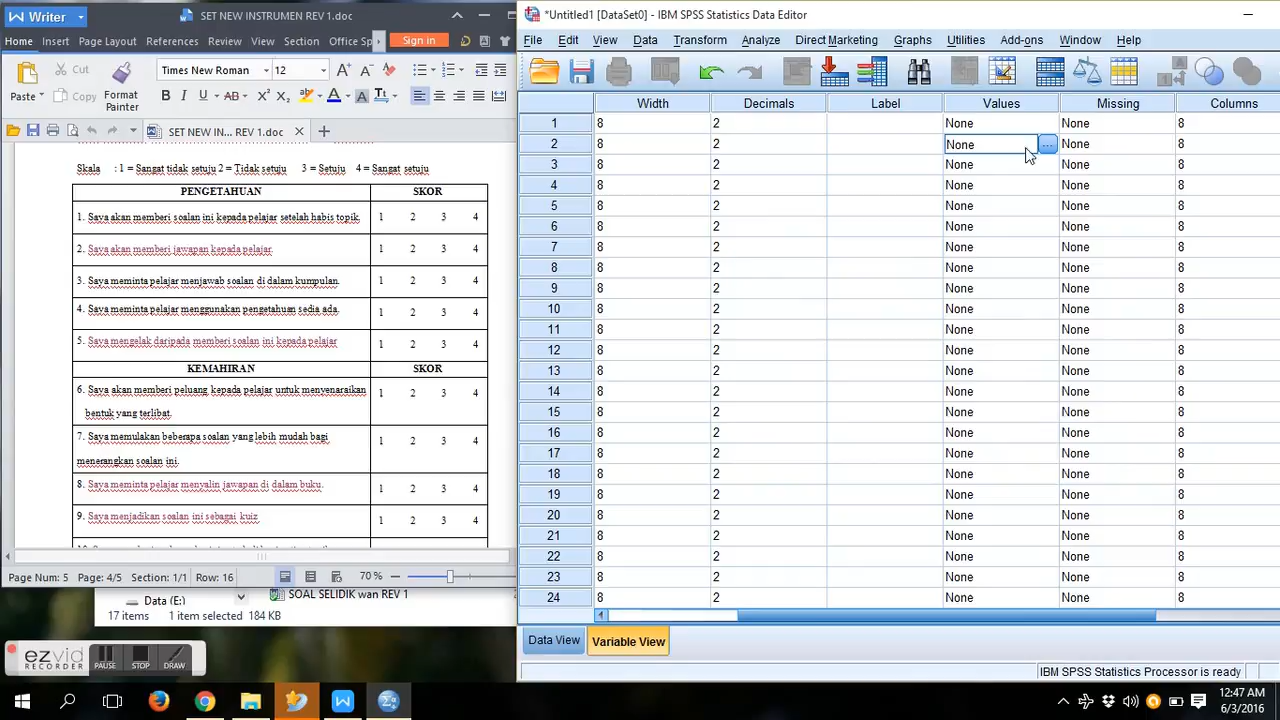 Writer
SET NEW INSTRUMEN REV 1.doc
Home Insert Page Layout References Review View Section Office Sp Sign in
Paste Cut Copy Format Painter Times New Roman 12
B I U AB X² X₂ A A T
SET NEW IN... REV 1.doc
Skala : 1 = Sangat tidak setuju 2 = Tidak setuju 3 = Setuju 4 = Sangat setuju
PENGETAHUAN SKOR
1. Saya akan memberi soalan ini kepada pelajar setelah habis topik. 1 2 3 4
2. Saya akan memberi jawapan kepada pelajar. 1 2 3 4
3. Saya meminta pelajar menjawab soalan di dalam kumpulan. 1 2 3 4
4. Saya meminta pelajar menggunakan pengetahuan sedia ada. 1 2 3 4
5. Saya mengelak daripada memberi soalan ini kepada pelajar 1 2 3 4
KEMAHIRAN SKOR
6. Saya akan memberi peluang kepada pelajar untuk menyenaraikan 1 2 3 4
bentuk yang terlibat.
7. Saya memulakan beberapa soalan yang lebih mudah bagi 1 2 3 4
menerangkan soalan ini.
8. Saya meminta pelajar menyalin jawapan di dalam buku. 1 2 3 4
9. Saya menjadikan soalan ini sebagai kuiz 1 2 3 4
Page Num: 5 Page: 4/5 Section: 1/1 Row: 16 70 %
Data (E:) SOAL SELIDIK wan REV 1
17 items 1 item selected 184 KB
ezvid
RECORDER
PAUSE STOP DRAW
*Untitled1 [DataSet0] - IBM SPSS Statistics Data Editor
File Edit View Data Transform Analyze Direct Marketing Graphs Utilities Add-ons Window Help
Width Decimals Label Values Missing Columns
1 8 2 None None 8
2 8 2 None ... None 8
3 8 2 None None 8
4 8 2 None None 8
5 8 2 None None 8
6 8 2 None None 8
7 8 2 None None 8
8 8 2 None None 8
9 8 2 None None 8
10 8 2 None None 8
11 8 2 None None 8
12 8 2 None None 8
13 8 2 None None 8
14 8 2 None None 8
15 8 2 None None 8
16 8 2 None None 8
17 8 2 None None 8
18 8 2 None None 8
19 8 2 None None 8
20 8 2 None None 8
21 8 2 None None 8
22 8 2 None None 8
23 8 2 None None 8
24 8 2 None None 8
Data View Variable View
IBM SPSS Statistics Processor is ready
12:47 AM
6/3/2016